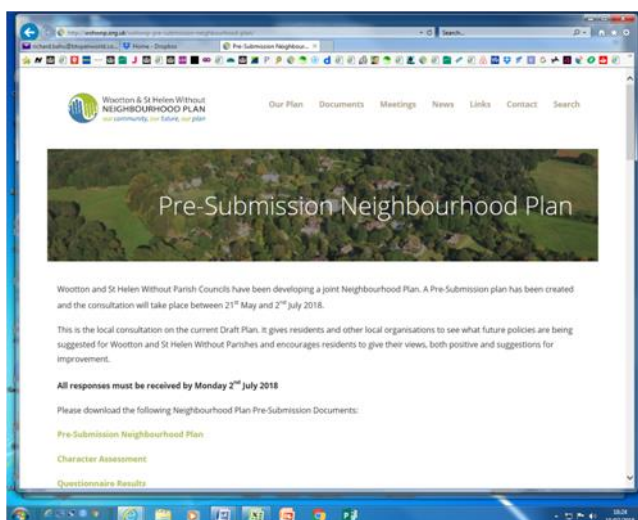 Search...
Home - Dropbox
Pre-Submission Neighbour...
Wootton & St Helen Without
NEIGHBOURHOOD PLAN
our community, our future, our plan
Our Plan Documents Meetings News Links Contact Search
Pre-Submission Neighbourhood Plan
Wootton and St Helen Without Parish Councils have been developing a joint Neighbourhood Plan. A Pre-Submission plan has been created
and the consultation will take place between 21st May and 2nd July 2018.
This is the local consultation on the current Draft Plan. It gives residents and other local organisations to see what future policies are being
suggested for Wootton and St Helen Without Parishes and encourages residents to give their views, both positive and suggestions for
improvement.
All responses must be received by Monday 2nd July 2018
Please download the following Neighbourhood Plan Pre-Submission Documents:
Pre-Submission Neighbourhood Plan
Character Assessment
Questionnaire Results